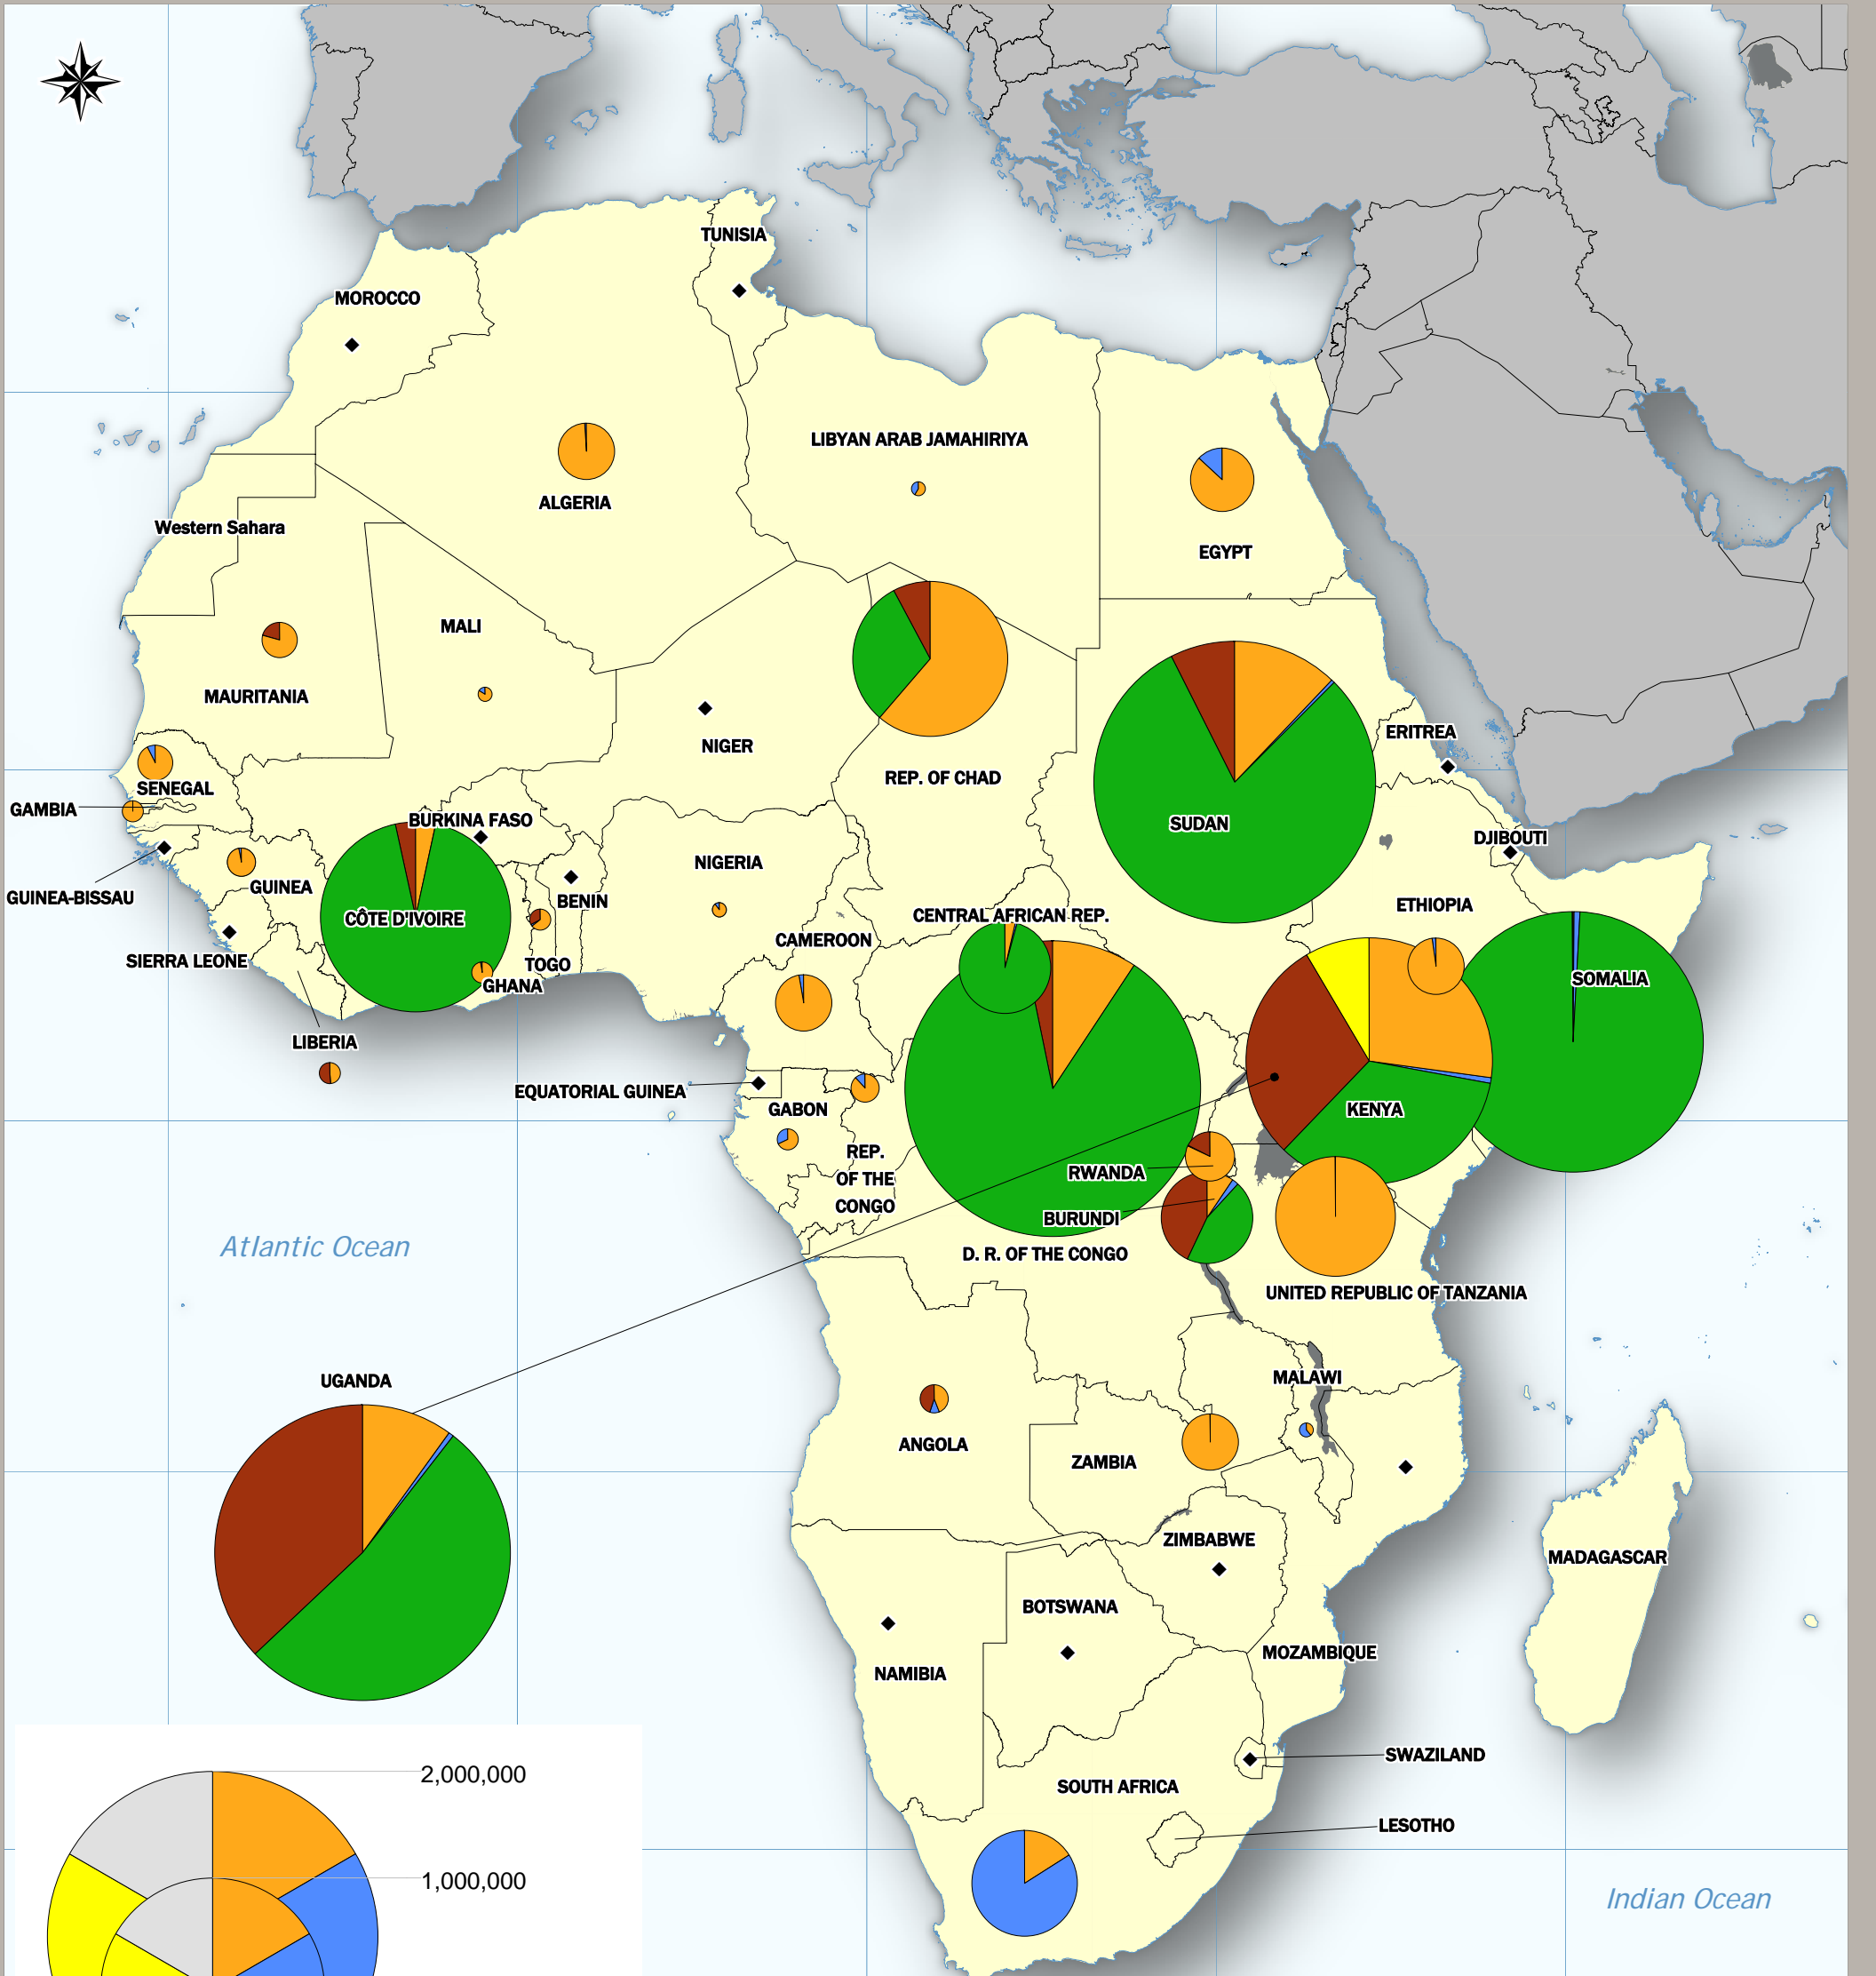 TUNISIA
MOROCCO
LIBYAN ARAB JAMAHIRIYA
ALGERIA
Western Sahara
EGYPT
MALI
MAURITANIA
ERITREA
NIGER
REP. OF CHAD
SENEGAL
GAMBIA
BURKINA FASO
SUDAN
DJIBOUTI
NIGERIA
GUINEA
GUINEA-BISSAU
BENIN
ETHIOPIA
CÔTE D'IVOIRE
CENTRAL AFRICAN REP.
CAMEROON
SIERRA LEONE
TOGO
SOMALIA
GHANA
LIBERIA
EQUATORIAL GUINEA
GABON
KENYA
REP.
OF THE
CONGO
RWANDA
BURUNDI
Atlantic Ocean
D. R. OF THE CONGO
UNITED REPUBLIC OF TANZANIA
UGANDA
MALAWI
ANGOLA
ZAMBIA
ZIMBABWE
MADAGASCAR
BOTSWANA
MOZAMBIQUE
NAMIBIA
SWAZILAND
2,000,000
SOUTH AFRICA
LESOTHO
1,000,000
Indian Ocean